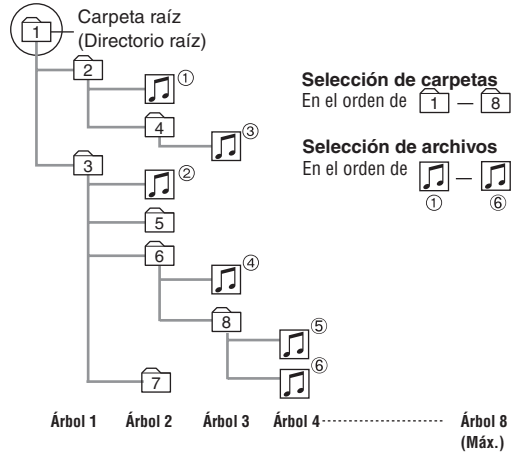 Carpeta raíz
(Directorio raíz)
1
2
①
4
③
3
②
5
6
④
8
⑤
⑥
7
Selección de carpetas
En el orden de 1 — 8
Selección de archivos
En el orden de —
① ⑥
Árbol 1 Árbol 2 Árbol 3 Árbol 4 Árbol 8
(Máx.)